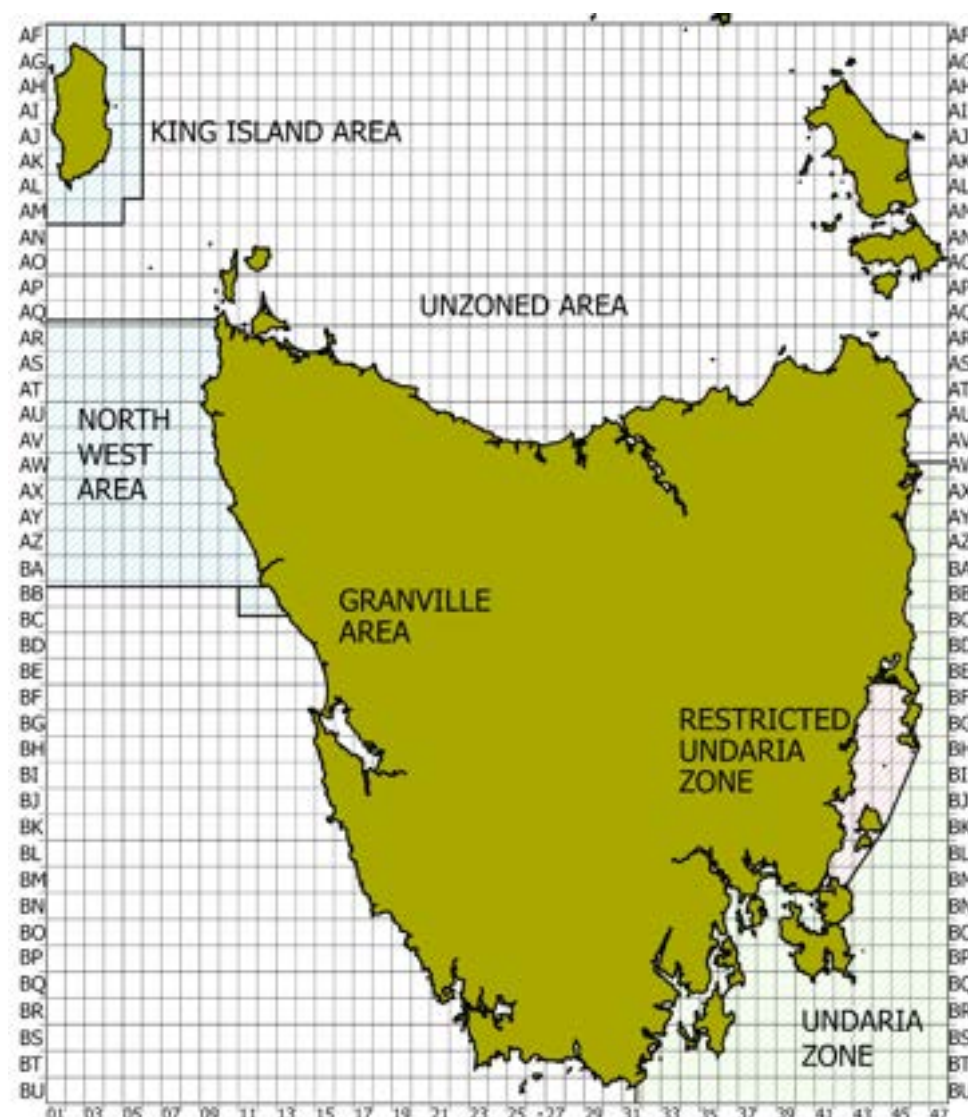 AF
AG
AH
AI
KING ISLAND AREA
AJ
AK
AL
AM
AN
AO
AP
UNZONED AREA
AQ
AR
AS
AT
AU
NORTH
WEST
AREA
AV
AW
AX
AY
AZ
BA
BB
GRANVILLE
AREA
BC
BD
BE
BF
BG
RESTRICTED
UNDARIA
ZONE
BH
BI
BJ
BK
BL
BM
BN
BO
BP
BQ
BR
UNDARIA
ZONE
BS
BT
BU
01 03 05 07 09 11 13 15 17 19 21 23 25 27 29 31 33 35 37 39 41 43 45 47